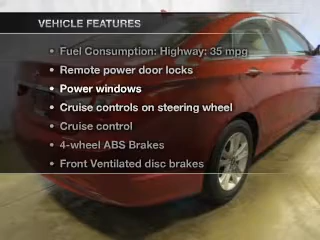 VEHICLE FEATURES
• Fuel Consumption: Highway: 35 mpg
• Remote power door locks
• Power windows
• Cruise controls on steering wheel
• Cruise control
• 4-wheel ABS Brakes
• Front Ventilated disc brakes